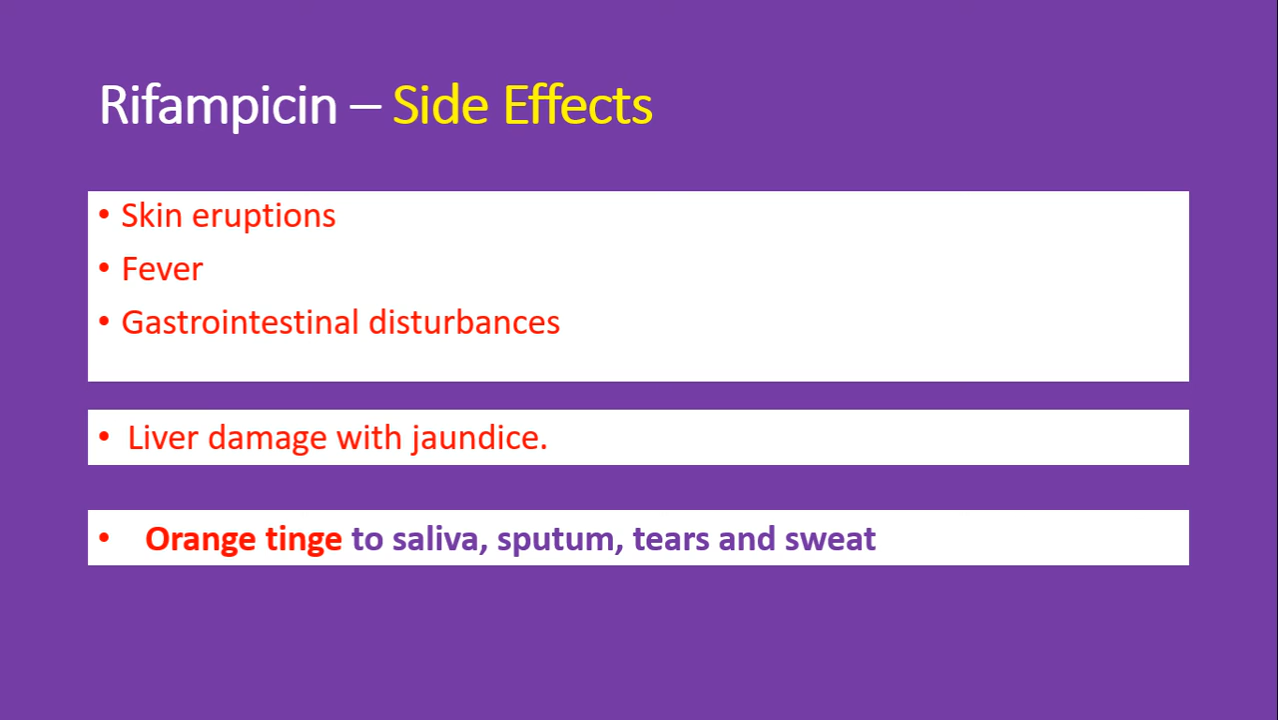 Rifampicin – Side Effects
• Skin eruptions
• Fever
• Gastrointestinal disturbances
• Liver damage with jaundice.
• Orange tinge to saliva, sputum, tears and sweat